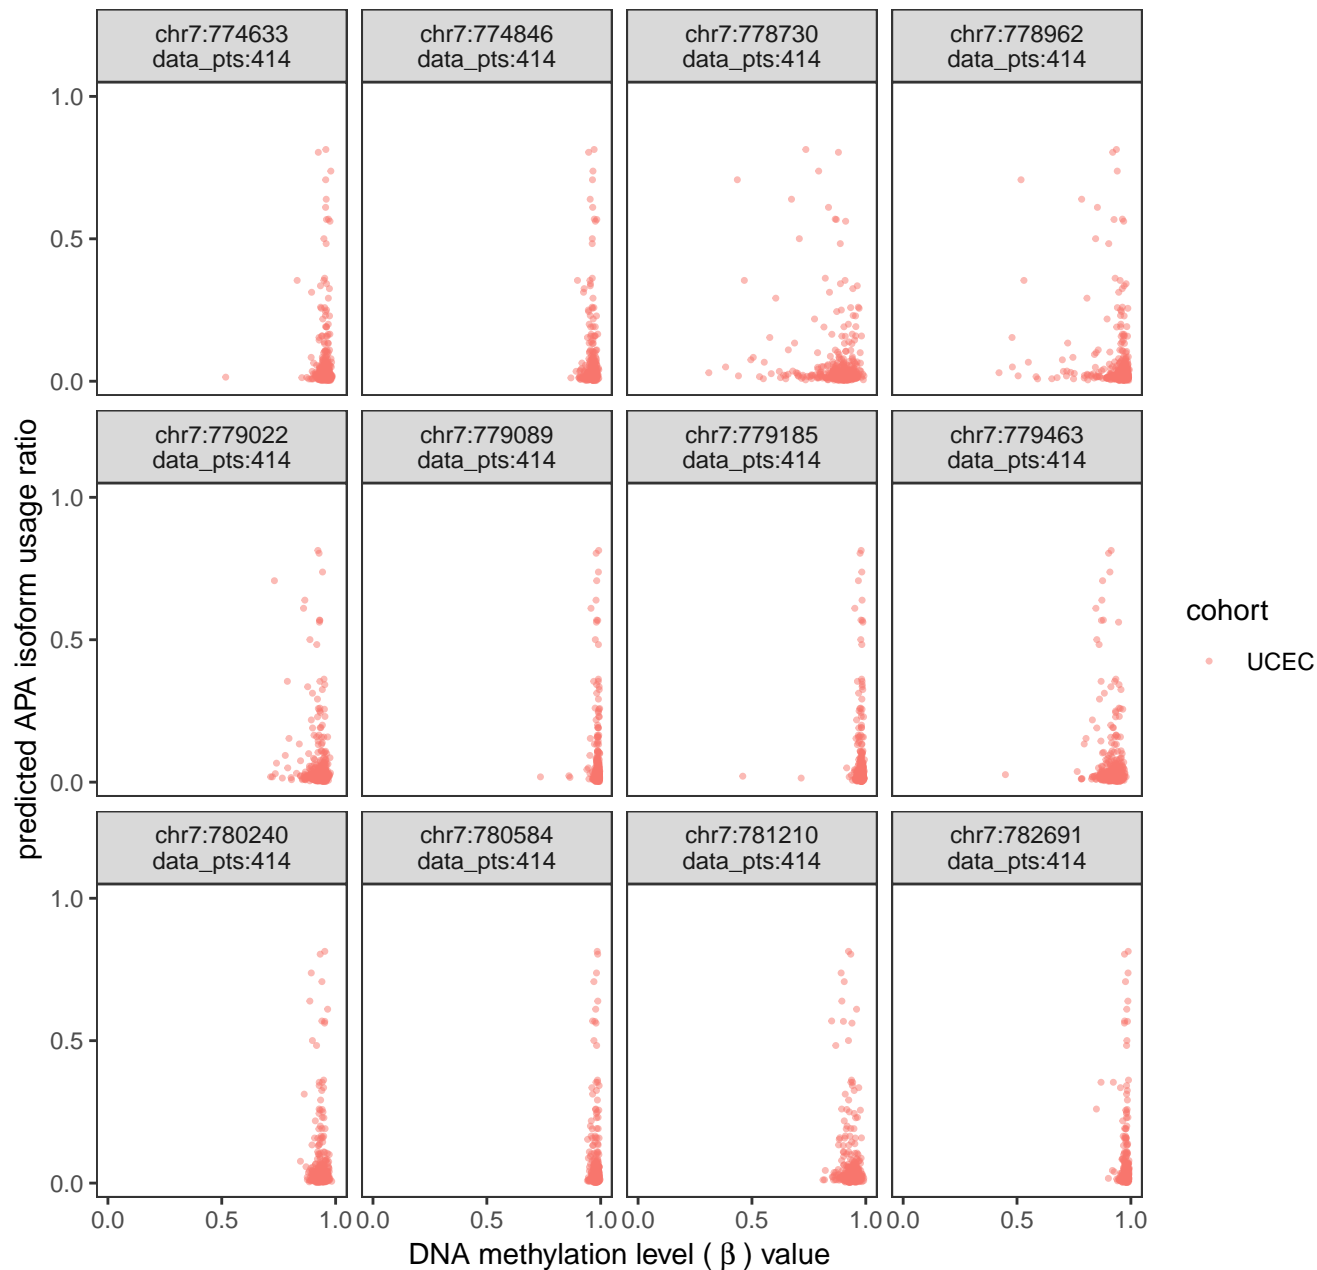 chr7:774633
data_pts:414
chr7:774846
data_pts:414
chr7:778730
data_pts:414
chr7:778962
data_pts:414
1.0
0.5
0.0
chr7:779022
data_pts:414
chr7:779089
data_pts:414
chr7:779185
data_pts:414
chr7:779463
data_pts:414
1.0
0.5
0.0
chr7:780240
data_pts:414
chr7:780584
data_pts:414
chr7:781210
data_pts:414
chr7:782691
data_pts:414
1.0
0.5
0.0
0.0 0.5 1.0
0.0 0.5 1.0
0.0 0.5 1.0
0.0 0.5 1.0
DNA methylation level ( β ) value
predicted APA isoform usage ratio
cohort
UCEC